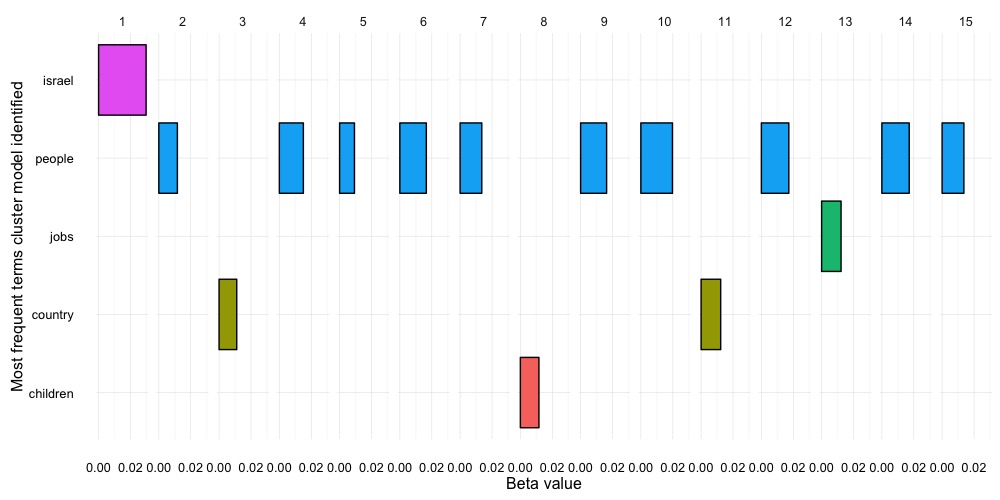 1 2 3 4 5 6 7 8 9 10 11 12 13 14 15
Most frequent terms cluster model identified
israel
people
jobs
country
children
0.00 0.02 0.00 0.02 0.00 0.02 0.00 0.02 0.00 0.02 0.00 0.02 0.00 0.02 0.00 0.02 0.00 0.02 0.00 0.02 0.00 0.02 0.00 0.02 0.00 0.02 0.00 0.02 0.00 0.02
Beta value